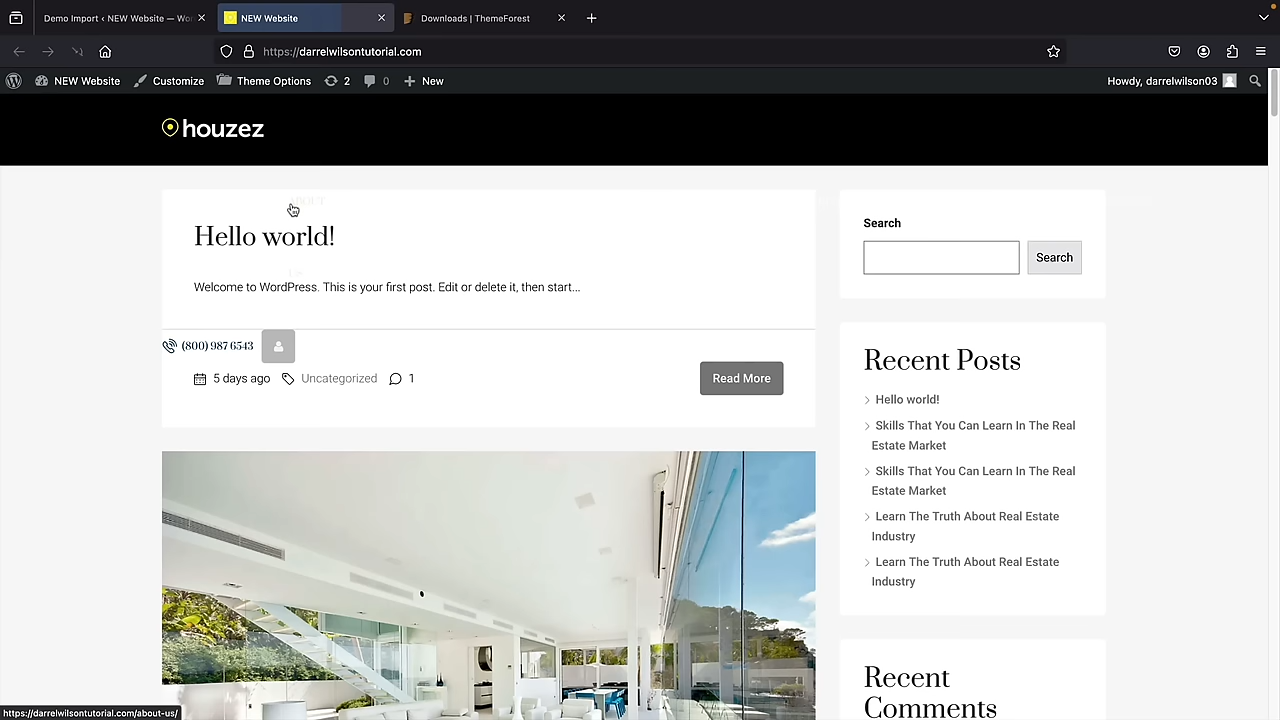 Demo Import ‹ NEW Website — Wo
NEW Website
Downloads | ThemeForest
https://darrelwilsontutorial.com
NEW Website
Customize
Theme Options
2
0
New
Howdy, darrelwilson03
houzez
ABOUT
Hello world!
Welcome to WordPress. This is your first post. Edit or delete it, then start...
(800) 987 6543
5 days ago
Uncategorized
1
Read More
Search
Search
Recent Posts
Hello world!
Skills That You Can Learn In The Real
Estate Market
Skills That You Can Learn In The Real
Estate Market
Learn The Truth About Real Estate
Industry
Learn The Truth About Real Estate
Industry
Recent
Comments
https://darrelwilsontutorial.com/about-us/